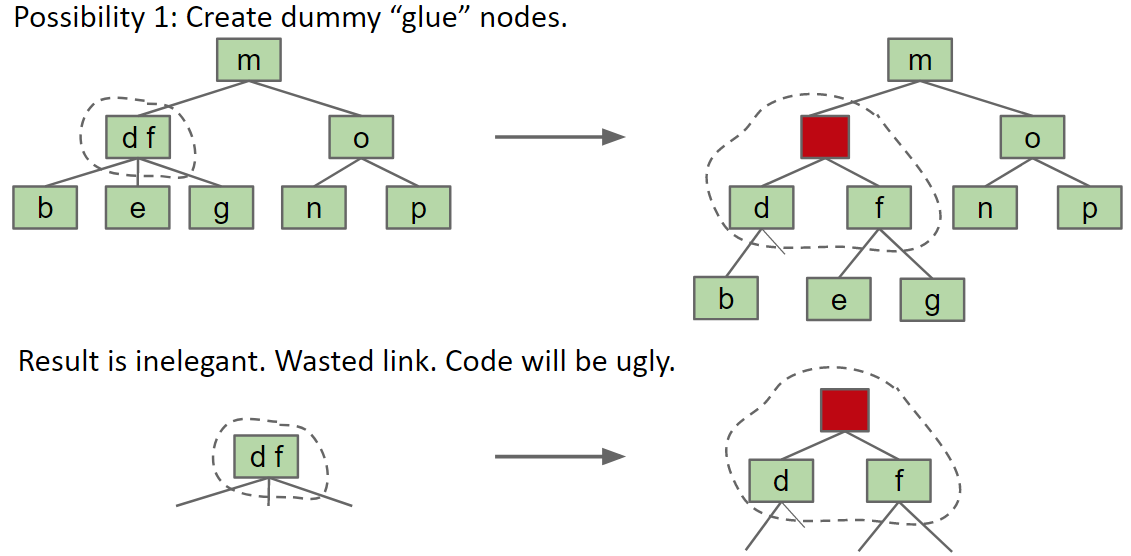 Possibility 1: Create dummy “glue” nodes.
m
d f
o
b e g n p
m
o
d f n p
b e g
Result is inelegant. Wasted link. Code will be ugly.
d f
d f